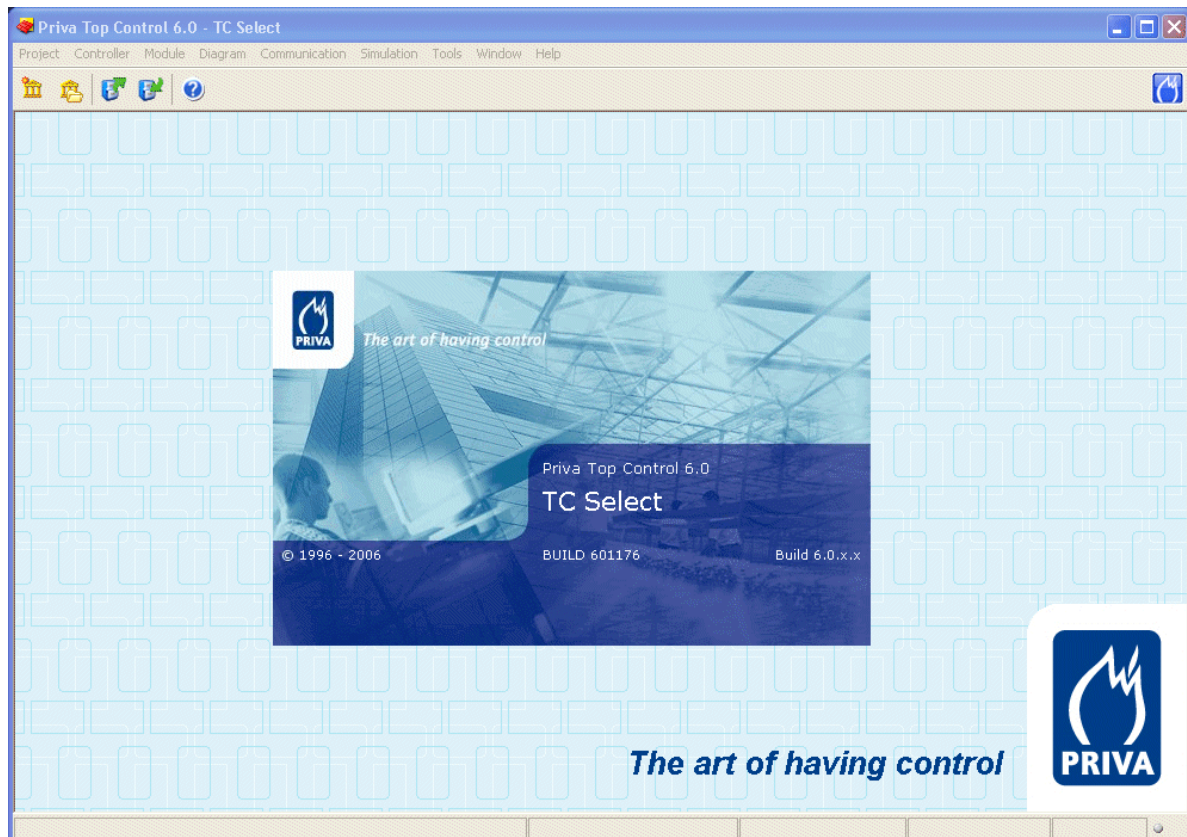 Priva Top Control 6.0 - TC Select
Project Controller Module Diagram Communication Simulation Tools Window Help
PRIVA
The art of having control
Priva Top Control 6.0
TC Select
© 1996 - 2006 BUILD 601176 Build 6.0.x.x
The art of having control
PRIVA